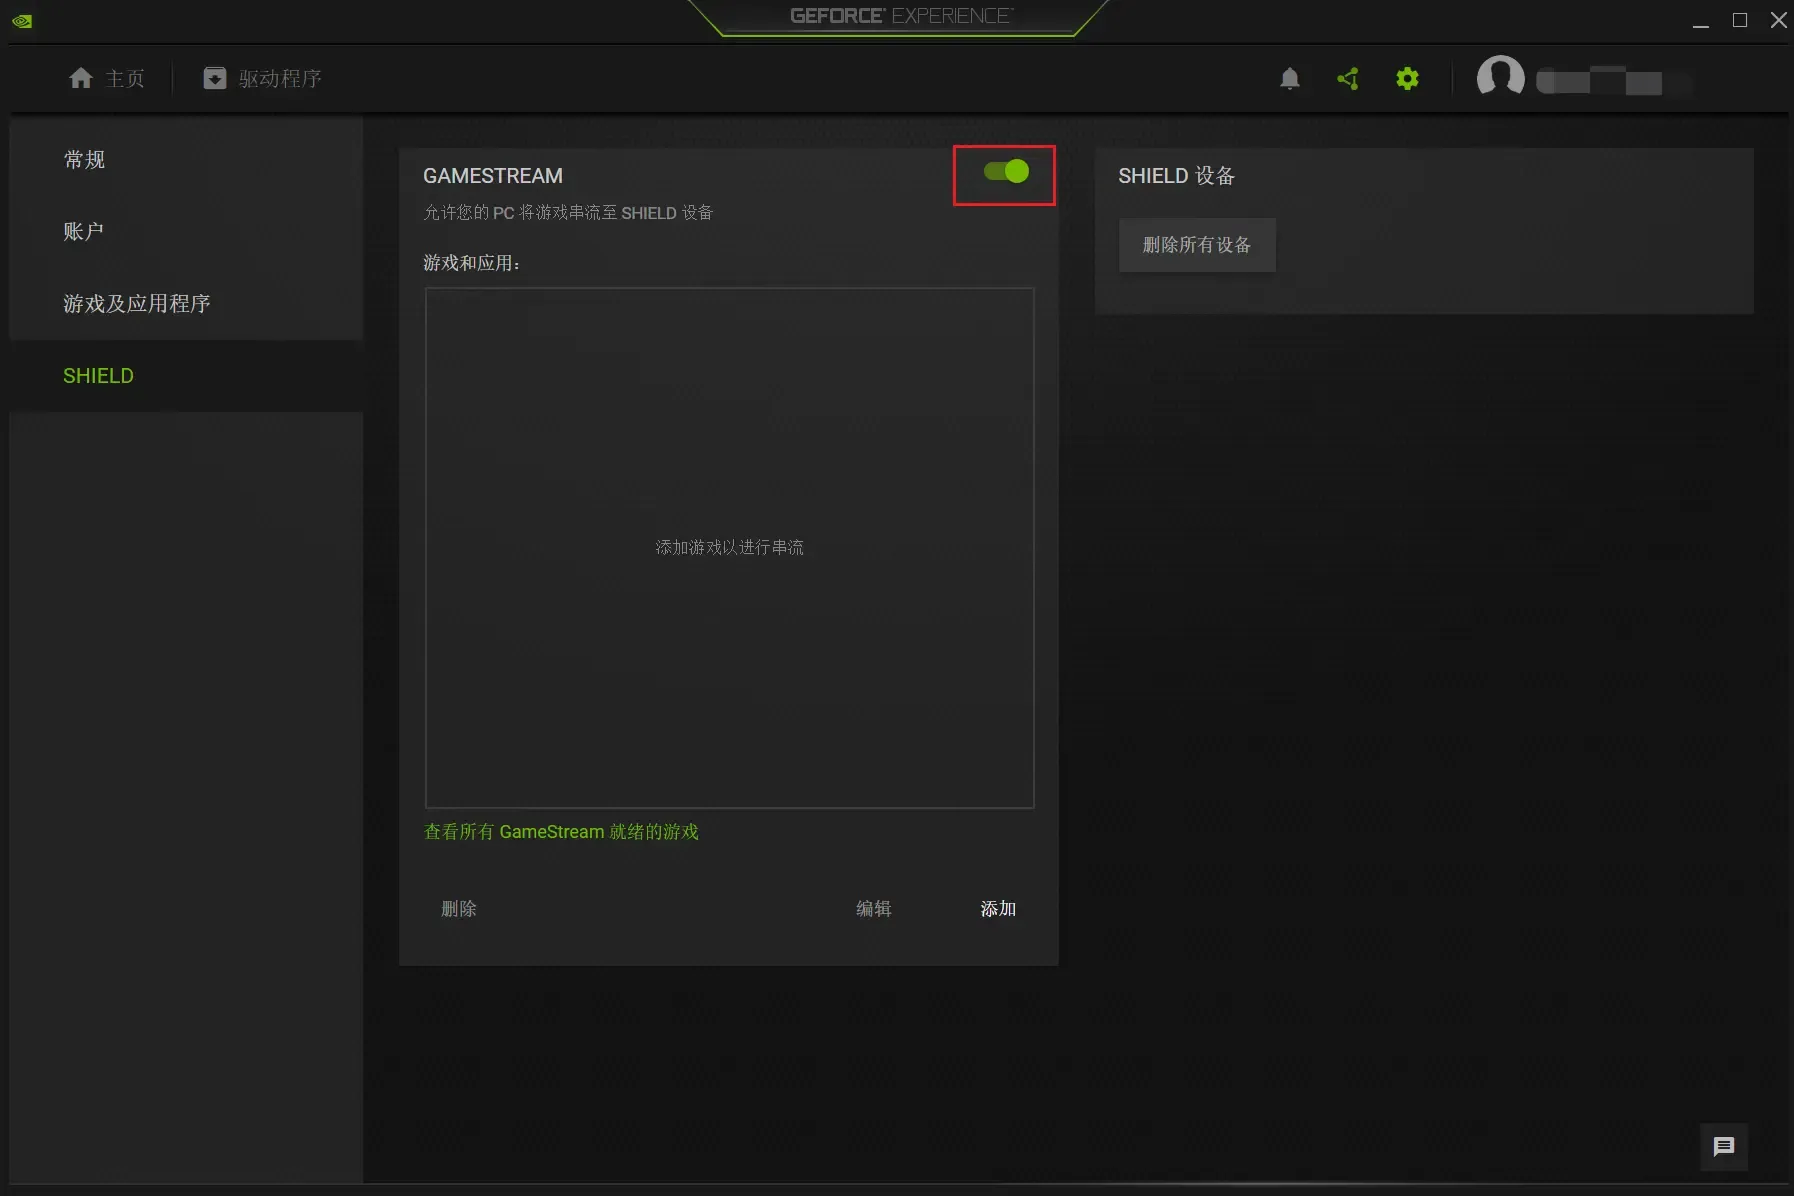 GEFORCE EXPERIENCE
主页
驱动程序
常规
账户
游戏及应用程序
SHIELD
GAMESTREAM
允许您的 PC 将游戏串流至 SHIELD 设备
游戏和应用:
添加游戏以进行串流
查看所有 GameStream 就绪的游戏
删除
编辑
添加
SHIELD 设备
删除所有设备